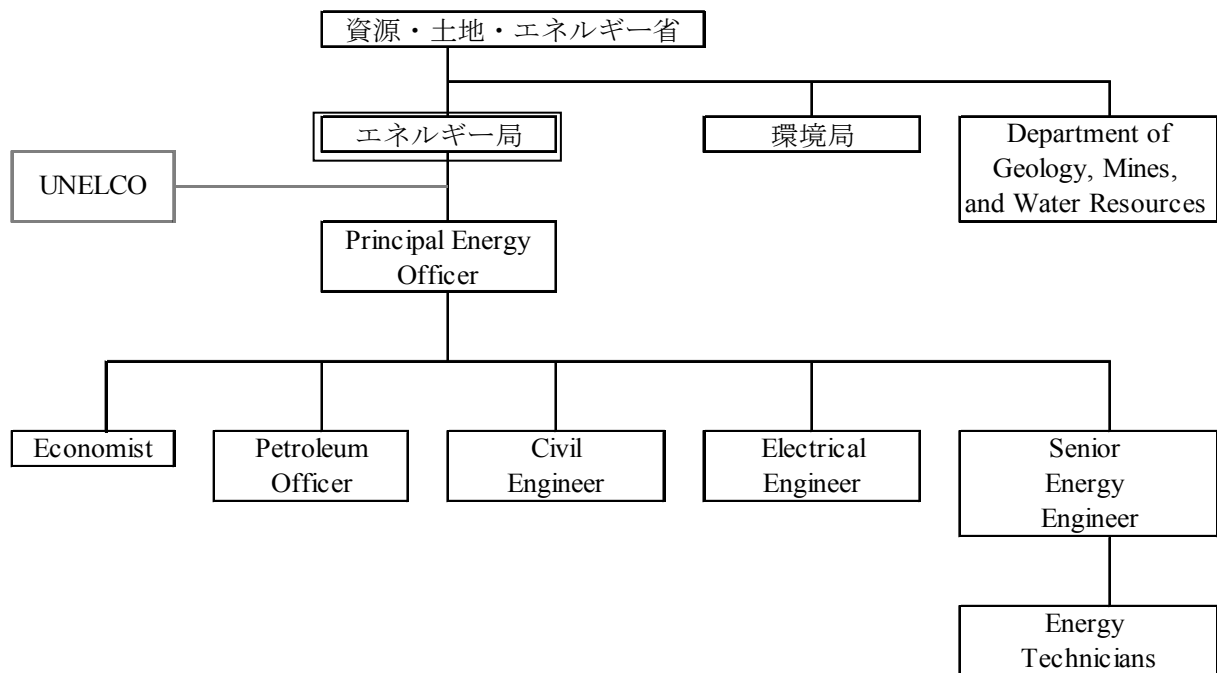 資源・土地・エネルギー省
エネルギー局
環境局
Department of
Geology, Mines,
and Water Resources
UNELCO
Principal Energy
Officer
Economist
Petroleum
Officer
Civil
Engineer
Electrical
Engineer
Senior
Energy
Engineer
Energy
Technicians